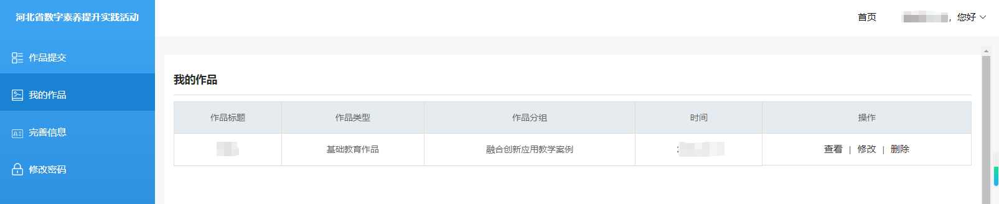 河北省数字素养提升实践活动
首页
，您好
作品提交
我的作品
完善信息
修改密码
我的作品
作品标题 作品类型 作品分组 时间 操作
基础教育作品 融合创新应用教学案例 查看 | 修改 | 删除